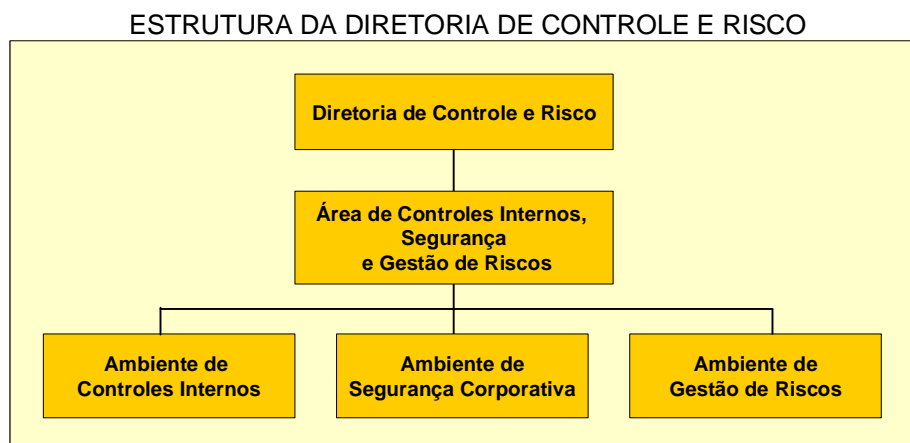 ESTRUTURA DA DIRETORIA DE CONTROLE E RISCO
Diretoria de Controle e Risco
Área de Controles Internos,
Segurança
e Gestão de Riscos
Ambiente de
Controles Internos
Ambiente de
Segurança Corporativa
Ambiente de
Gestão de Riscos